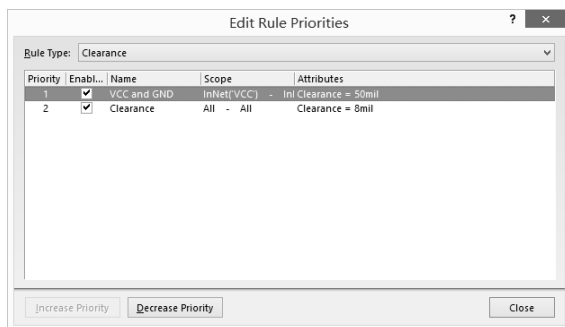 Edit Rule Priorities
? ×
Rule Type: Clearance
Priority Enabl... Name Scope Attributes
1 VCC and GND InNet('VCC') - Inl Clearance = 50mil
2 Clearance All - All Clearance = 8mil
Increase Priority Decrease Priority Close